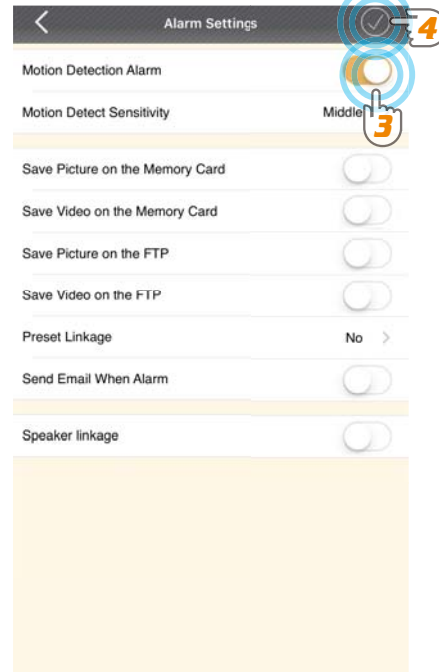 Alarm Settings
4
Motion Detection Alarm
Motion Detect Sensitivity Middle
3
Save Picture on the Memory Card
Save Video on the Memory Card
Save Picture on the FTP
Save Video on the FTP
Preset Linkage No
Send Email When Alarm
Speaker linkage